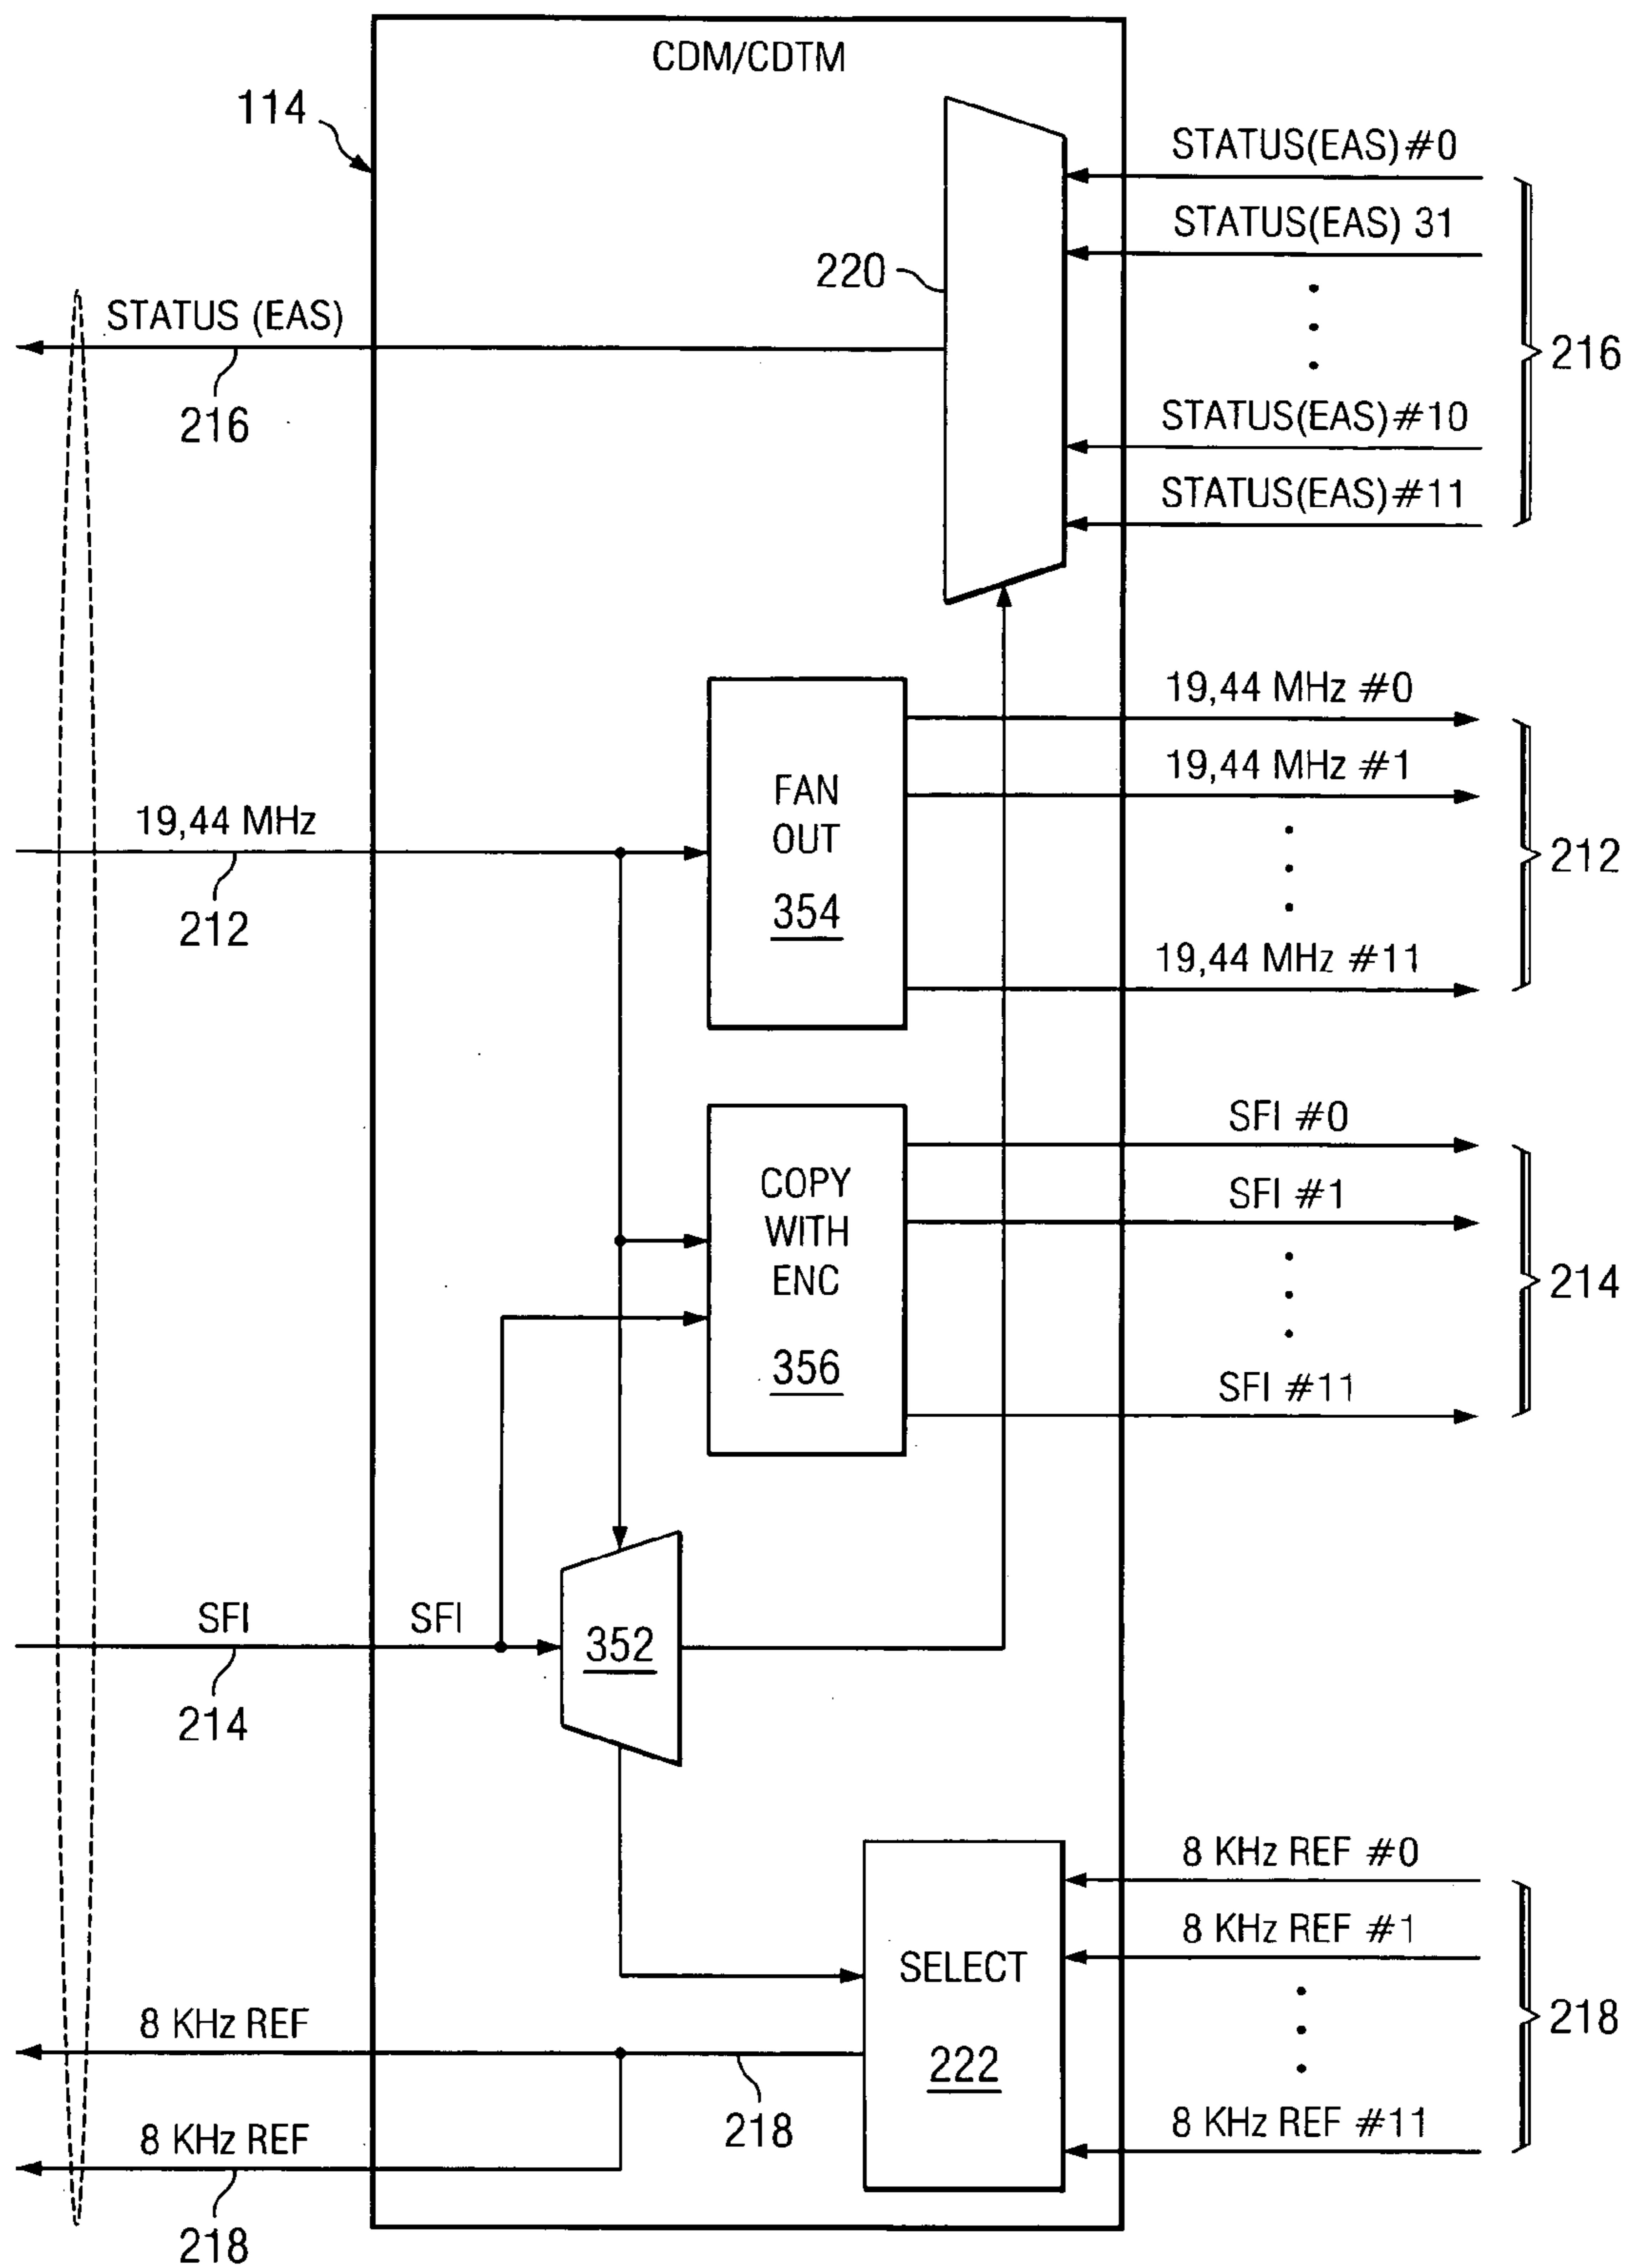 CDM/CDTM
114
STATUS(EAS)#0
STATUS(EAS) 31
220
STATUS (EAS)
216
216
STATUS(EAS)#10
STATUS(EAS)#11
19,44 MHz #0
19,44 MHz #1
FAN
OUT
354
19,44 MHz
212
212
19,44 MHz #11
SFI #0
SFI #1
COPY
WITH
ENC
356
214
SFI #11
SFI
SFI
352
214
8 KHz REF #0
8 KHz REF #1
SELECT
222
218
8 KHz REF
218
8 KHz REF #11
8 KHz REF
218